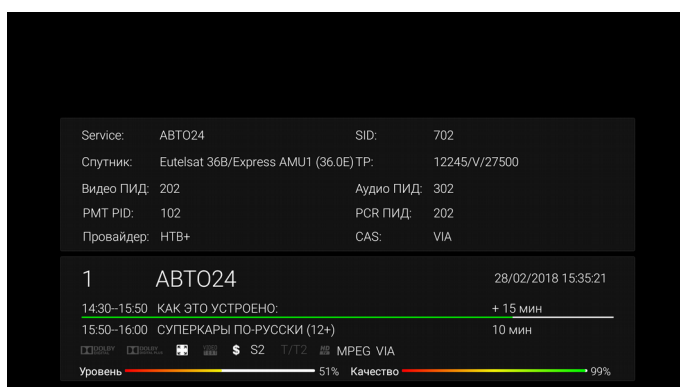 Service: АВТО24 SID: 702
Спутник: Eutelsat 36B/Express AMU1 (36.0E) TP: 12245/V/27500
Видео ПИД: 202 Аудио ПИД: 302
PMT PID: 102 PCR ПИД: 202
Провайдер: НТВ+ CAS: VIA
1 АВТО24 28/02/2018 15:35:21
14:30--15:50 КАК ЭТО УСТРОЕНО: + 15 мин
15:50--16:00 СУПЕРКАРЫ ПО-РУССКИ (12+) 10 мин
DOLBY DOLBY $ S2 T/T2 HD MPEG VIA
Уровень 51% Качество 99%